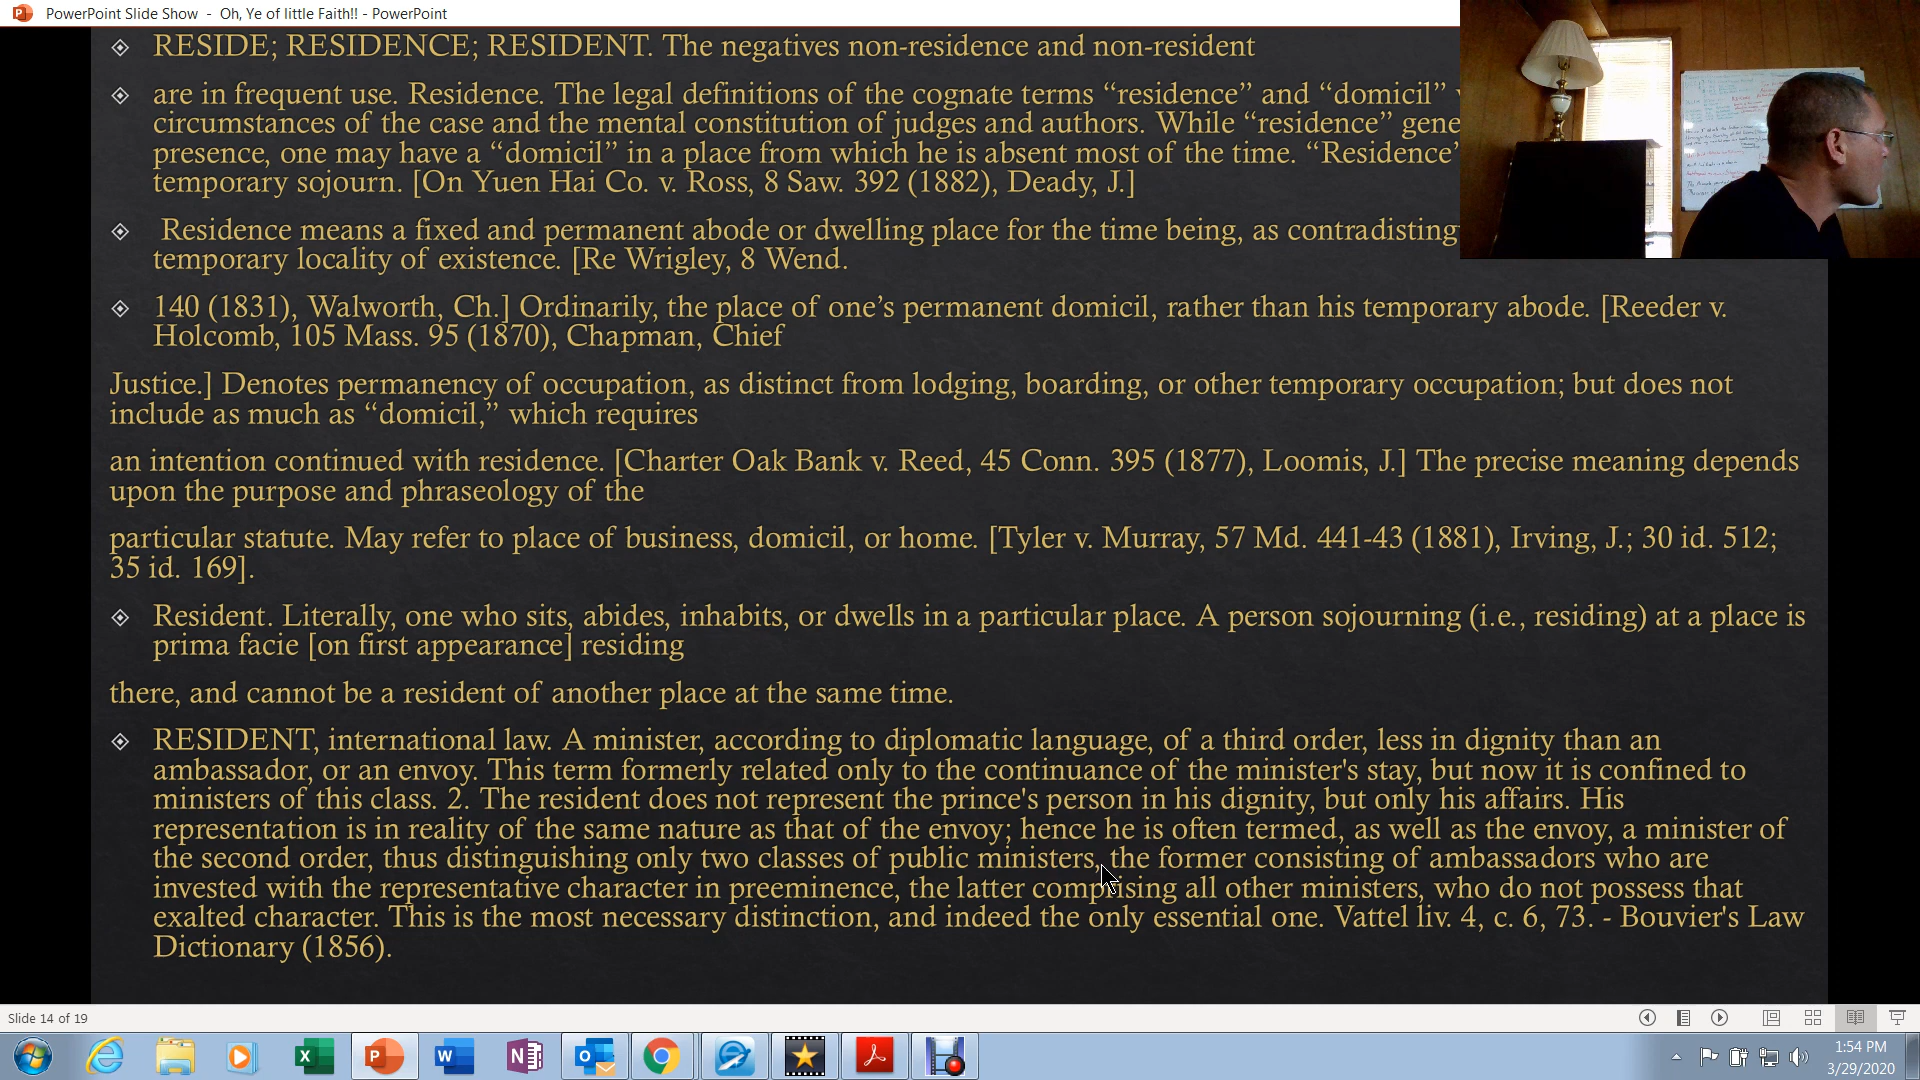 PowerPoint Slide Show - Oh, Ye of little Faith!! - PowerPoint
RESIDE; RESIDENCE; RESIDENT. The negatives non-residence and non-resident
are in frequent use. Residence. The legal definitions of the cognate terms “residence” and “domicil”
circumstances of the case and the mental constitution of judges and authors. While “residence” gene
presence, one may have a “domicil” in a place from which he is absent most of the time. “Residence’
temporary sojourn. [On Yuen Hai Co. v. Ross, 8 Saw. 392 (1882), Deady, J.]
Residence means a fixed and permanent abode or dwelling place for the time being, as contradisting
temporary locality of existence. [Re Wrigley, 8 Wend.
140 (1831), Walworth, Ch.] Ordinarily, the place of one’s permanent domicil, rather than his temporary abode. [Reeder v.
Holcomb, 105 Mass. 95 (1870), Chapman, Chief
Justice.] Denotes permanency of occupation, as distinct from lodging, boarding, or other temporary occupation; but does not
include as much as “domicil,” which requires
an intention continued with residence. [Charter Oak Bank v. Reed, 45 Conn. 395 (1877), Loomis, J.] The precise meaning depends
upon the purpose and phraseology of the
particular statute. May refer to place of business, domicil, or home. [Tyler v. Murray, 57 Md. 441-43 (1881), Irving, J.; 30 id. 512;
35 id. 169].
Resident. Literally, one who sits, abides, inhabits, or dwells in a particular place. A person sojourning (i.e., residing) at a place is
prima facie [on first appearance] residing
there, and cannot be a resident of another place at the same time.
RESIDENT, international law. A minister, according to diplomatic language, of a third order, less in dignity than an
ambassador, or an envoy. This term formerly related only to the continuance of the minister's stay, but now it is confined to
ministers of this class. 2. The resident does not represent the prince's person in his dignity, but only his affairs. His
representation is in reality of the same nature as that of the envoy; hence he is often termed, as well as the envoy, a minister of
the second order, thus distinguishing only two classes of public ministers, the former consisting of ambassadors who are
invested with the representative character in preeminence, the latter comprising all other ministers, who do not possess that
exalted character. This is the most necessary distinction, and indeed the only essential one. Vattel liv. 4, c. 6, 73. - Bouvier's Law
Dictionary (1856).
Slide 14 of 19
1:54 PM
3/29/2020